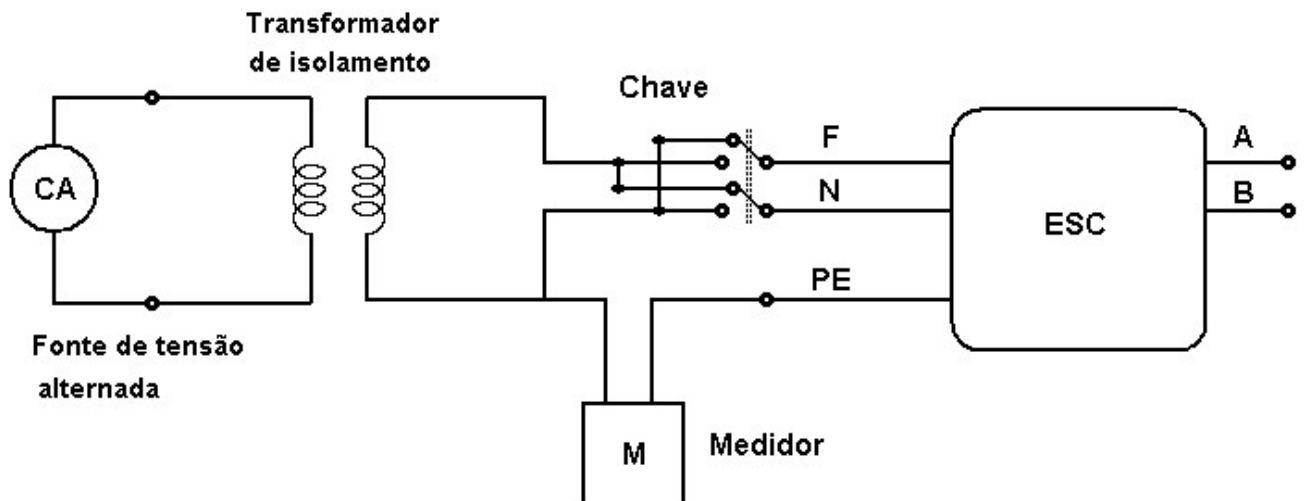 Transformador
de isolamento
Chave
CA
F
N
PE
ESC
A
B
Fonte de tensão
alternada
M
Medidor